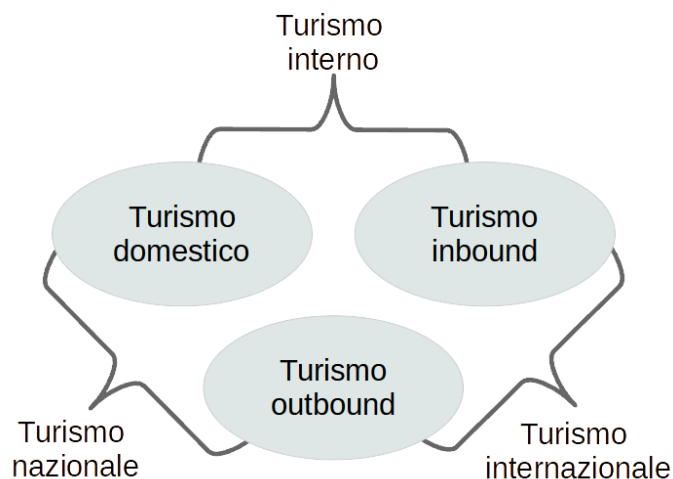 Turismo
interno
Turismo
domestico
Turismo
inbound
Turismo
outbound
Turismo
nazionale
Turismo
internazionale